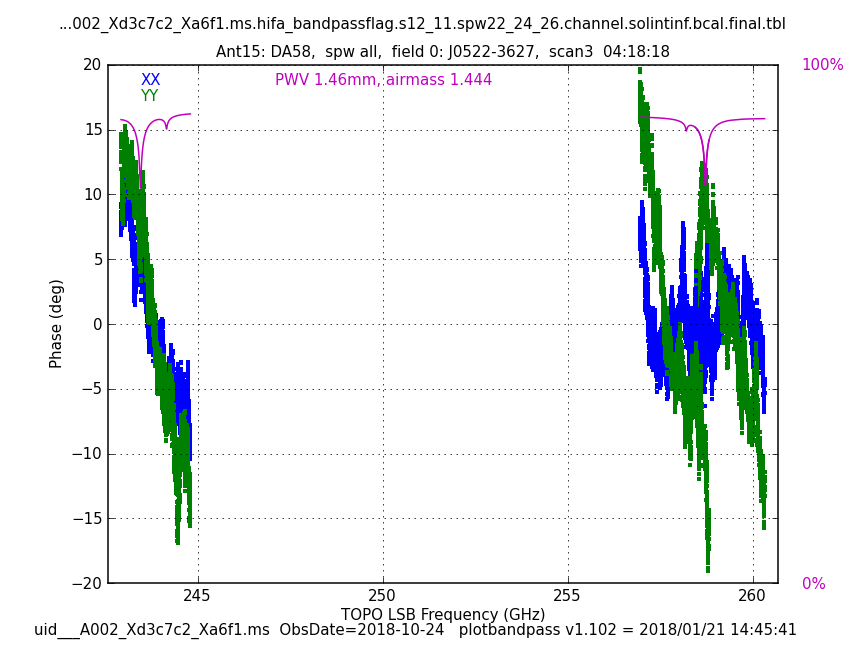 ...002_Xd3c7c2_Xa6f1.ms.hifa_bandpassflag.s12_11.spw22_24_26.channel.solintinf.bcal.final.tbl
Ant15: DA58,  spw all,  field 0: J0522-3627,  scan3  04:18:18
XX
YY
PWV 1.46mm, airmass 1.444
100%
0%
20
15
10
5
0
−5
−10
−15
−20
Phase (deg)
245
250
255
260
TOPO LSB Frequency (GHz)
uid___A002_Xd3c7c2_Xa6f1.ms  ObsDate=2018-10-24   plotbandpass v1.102 = 2018/01/21 14:45:41